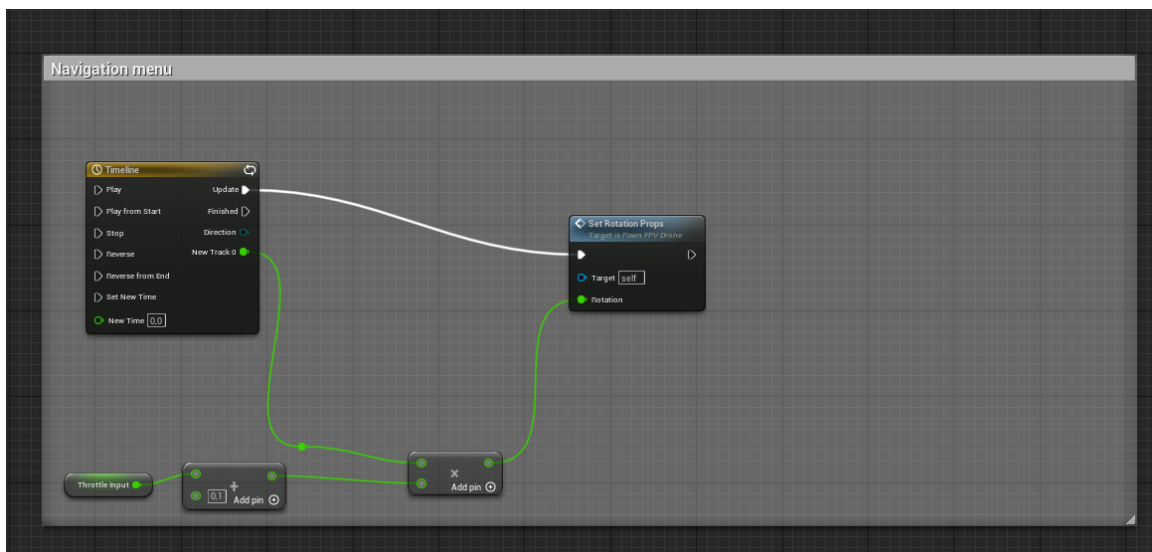 Navigation menu
Timeline
Play
Update
Play from Start
Finished
Stop
Direction
Reverse
New Track 0
Reverse from End
Set New Time
New Time 0,0
Set Rotation Props
Target is Pawn FPV Drone
Target self
Rotation
Throttle Input
+
0,1
Add pin
x
Add pin